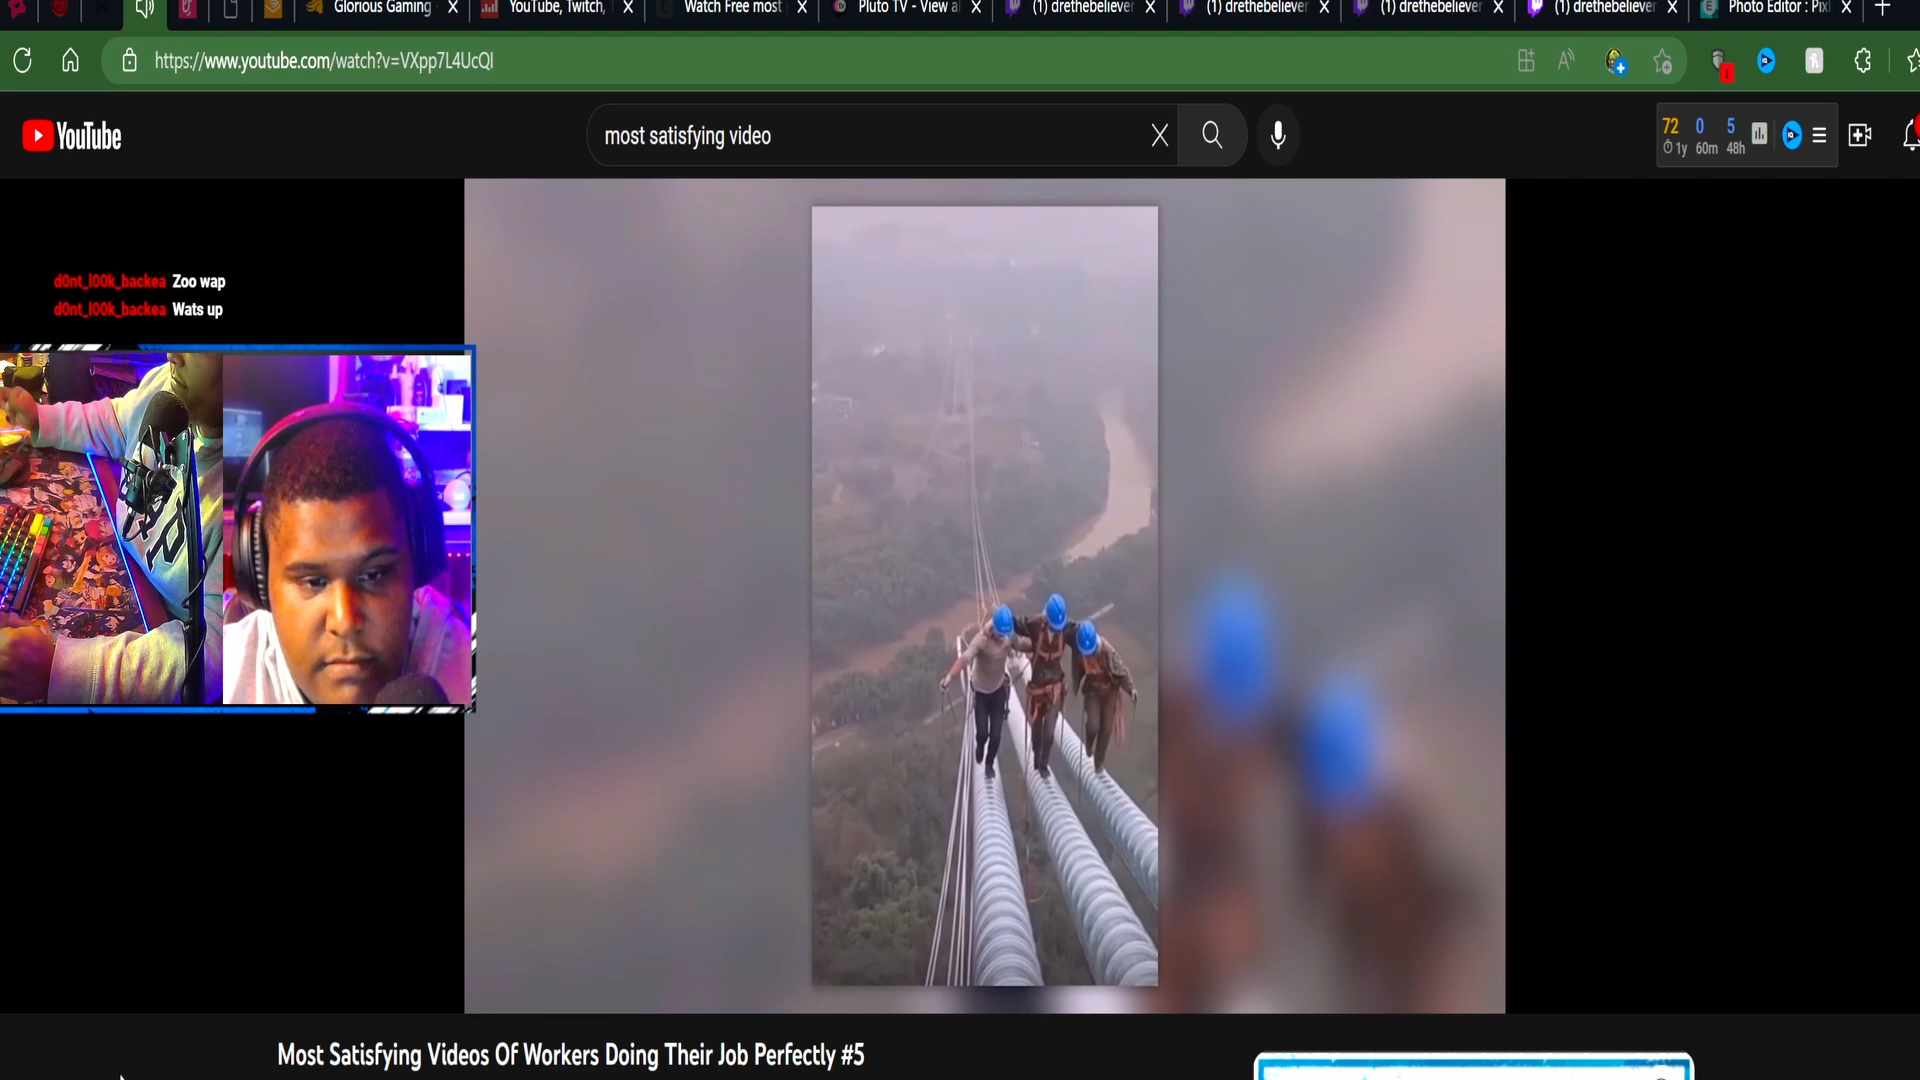 Glorious Gaming
YouTube, Twitch,
Watch Free most
Pluto TV - View a
(1) drethebeliever
(1) drethebeliever
(1) drethebeliever
(1) drethebeliever
Photo Editor : Pixl
https://www.youtube.com/watch?v=VXpp7L4UcQI
YouTube
most satisfying video
72 0 5
1y 60m 48h
d0nt_l00k_backea Zoo wap
d0nt_l00k_backea Wats up
Most Satisfying Videos Of Workers Doing Their Job Perfectly #5